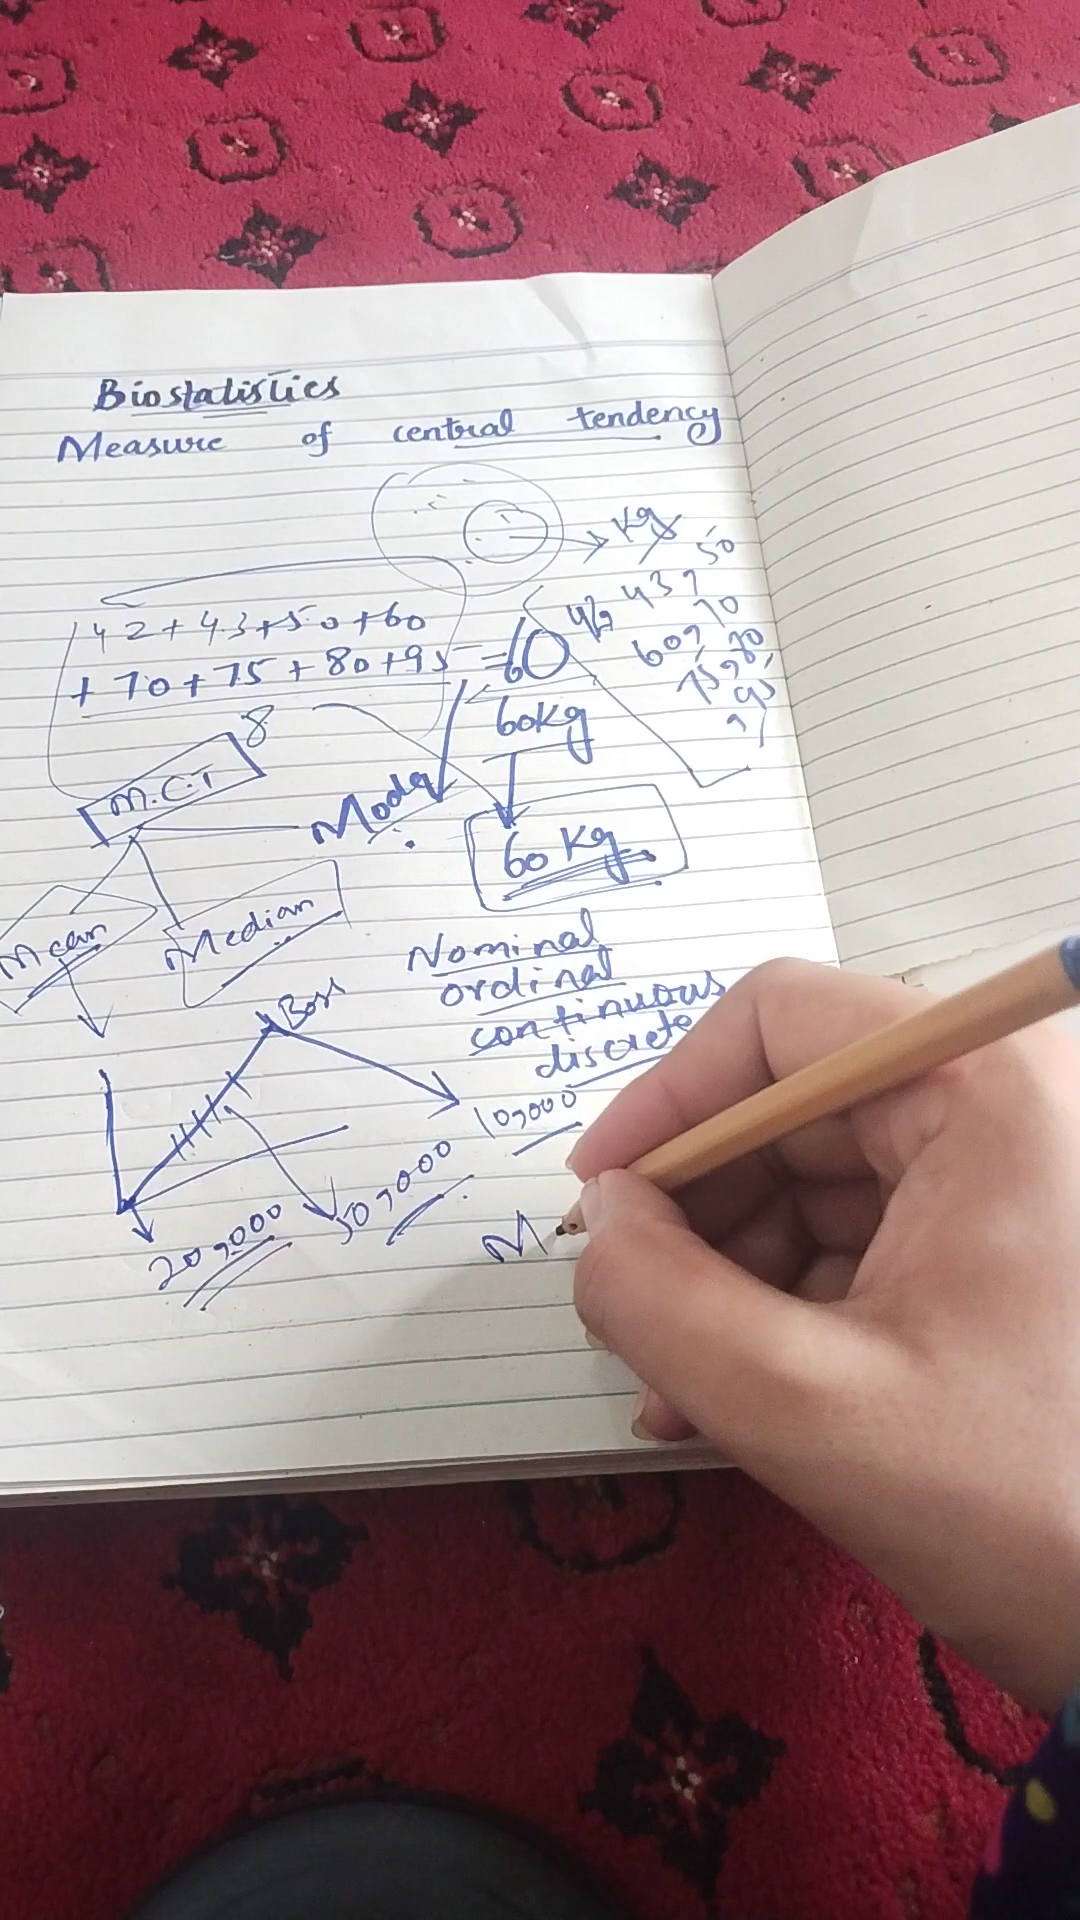 Biostatistics
Measure of central tendency
Kg
42, 43, 50
60, 70
75, 80
, 95
42+43+50+60
+ 70+75+80+95 = 60
8
60Kg
M.C.T
Mode
60 Kg
Mean
Median
Nominal
ordinal
continuous
discrete
Boss
10,000
50,000
20,000
M